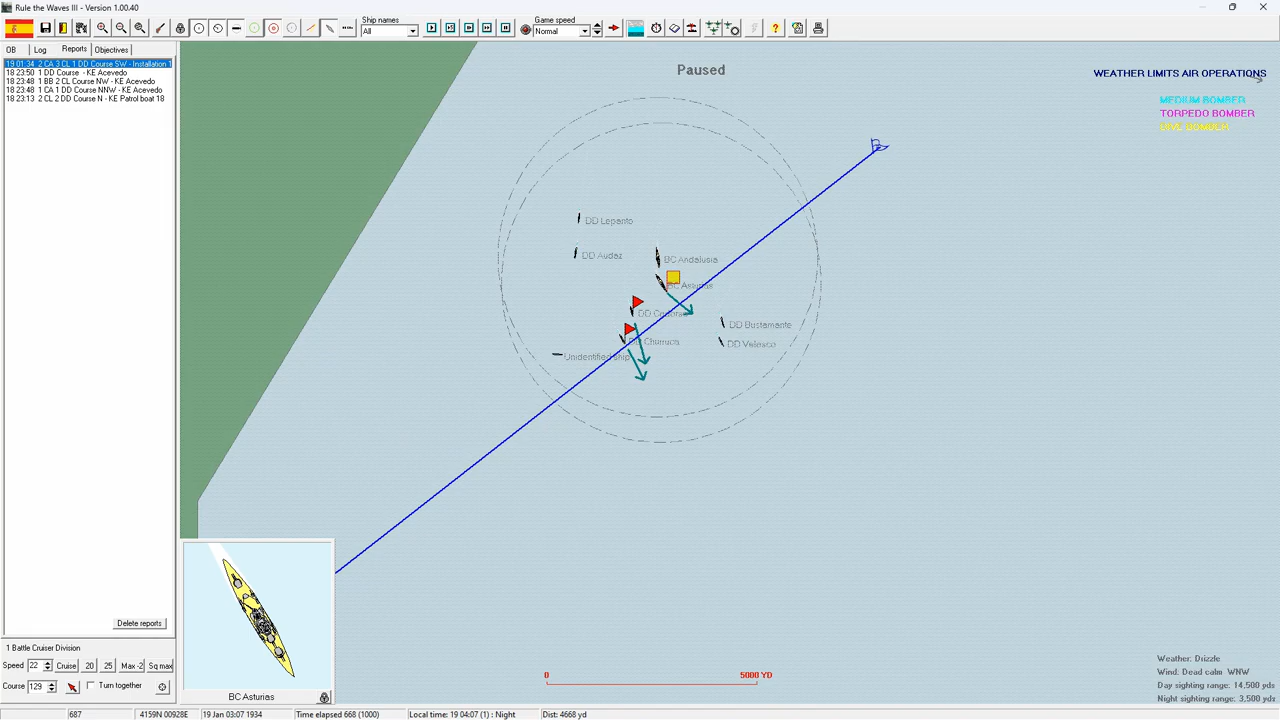 Rule the Waves III - Version 1.00.40
Ship names
All
Game speed
Normal
OB Log Reports Objectives
19 01:34 2 CA 3 CL 1 DD Course SW - Installation 1
18 23:50 1 DD Course - KE Acevedo
18 23:48 1 BB 2 CL Course NW - KE Acevedo
18 23:48 1 CA 1 DD Course NNW - KE Acevedo
18 23:13 2 CL 2 DD Course N - KE Patrol boat 18
Paused
WEATHER LIMITS AIR OPERATIONS
MEDIUM BOMBER
TORPEDO BOMBER
DIVE BOMBER
DD Lepanto
DD Audaz
BC Andalusia
BC Asturias
DD Churruca
DD Bustamante
DD Velasco
Unidentified ship
Delete reports
1 Battle Cruiser Division
Speed 22 Cruise 20 25 Max -2 Sq max
Course 129 Turn together
BC Asturias
0 5000 YD
Weather: Drizzle
Wind: Dead calm WNW
Day sighting range: 14,500 yds
Night sighting range: 3,500 yds
687 4159N 00928E 19 Jan 03:07 1934 Time elapsed 668 (1000) Local time: 19 04:07 (1) : Night Dist: 4668 yd